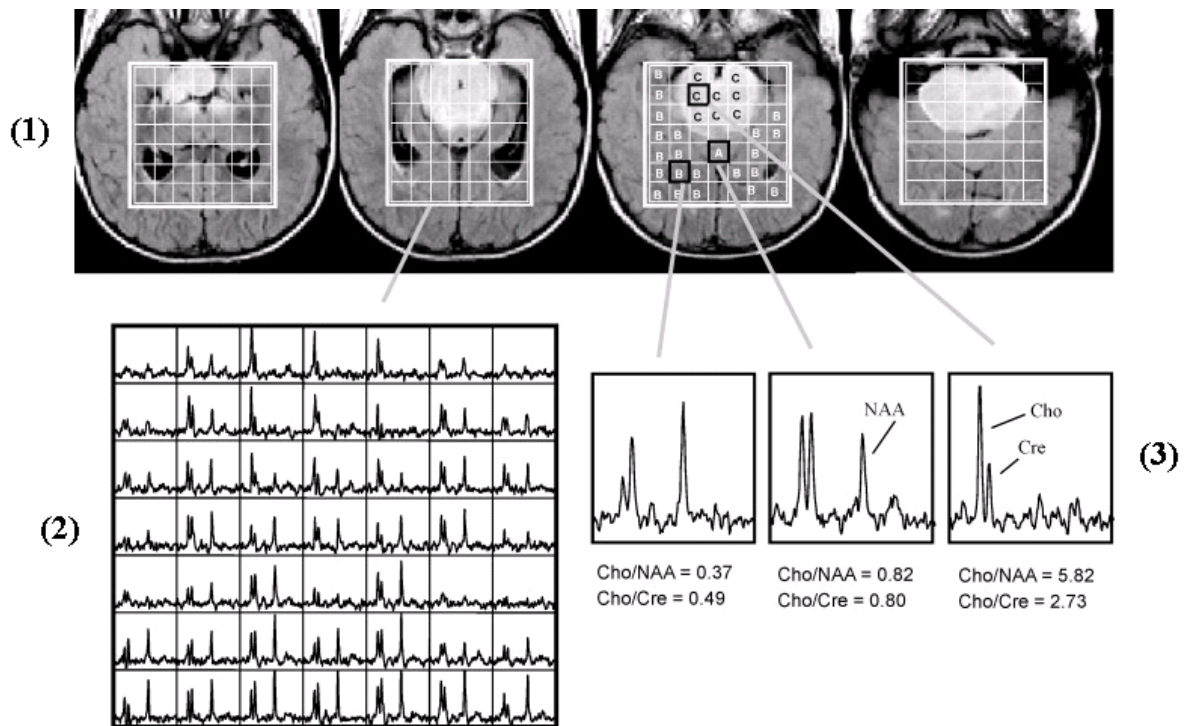 (1)
B C C
B C C C
B C C C B
B B B B
B A B
B B B B
B B B B B
(2)
NAA
Cho
Cre
(3)
Cho/NAA = 0.37 Cho/NAA = 0.82 Cho/NAA = 5.82
Cho/Cre = 0.49 Cho/Cre = 0.80 Cho/Cre = 2.73